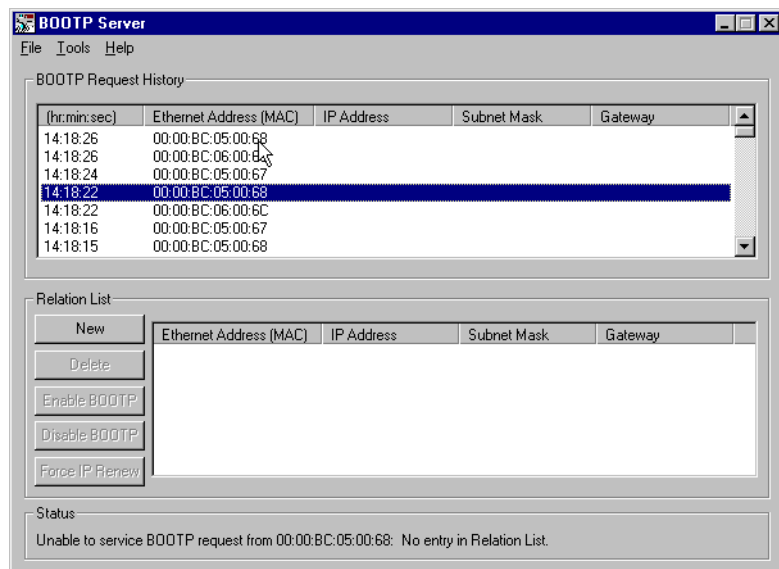 BOOTP Server
File Tools Help
BOOTP Request History
(hr:min:sec) Ethernet Address (MAC) IP Address Subnet Mask Gateway
14:18:26 00:00:BC:05:00:68
14:18:26 00:00:BC:06:00:
14:18:24 00:00:BC:05:00:67
14:18:22 00:00:BC:05:00:68
14:18:22 00:00:BC:06:00:6C
14:18:16 00:00:BC:05:00:67
14:18:15 00:00:BC:05:00:68
Relation List
New
Delete
Enable BOOTP
Disable BOOTP
Force IP Renew
Ethernet Address (MAC) IP Address Subnet Mask Gateway
Status
Unable to service BOOTP request from 00:00:BC:05:00:68: No entry in Relation List.